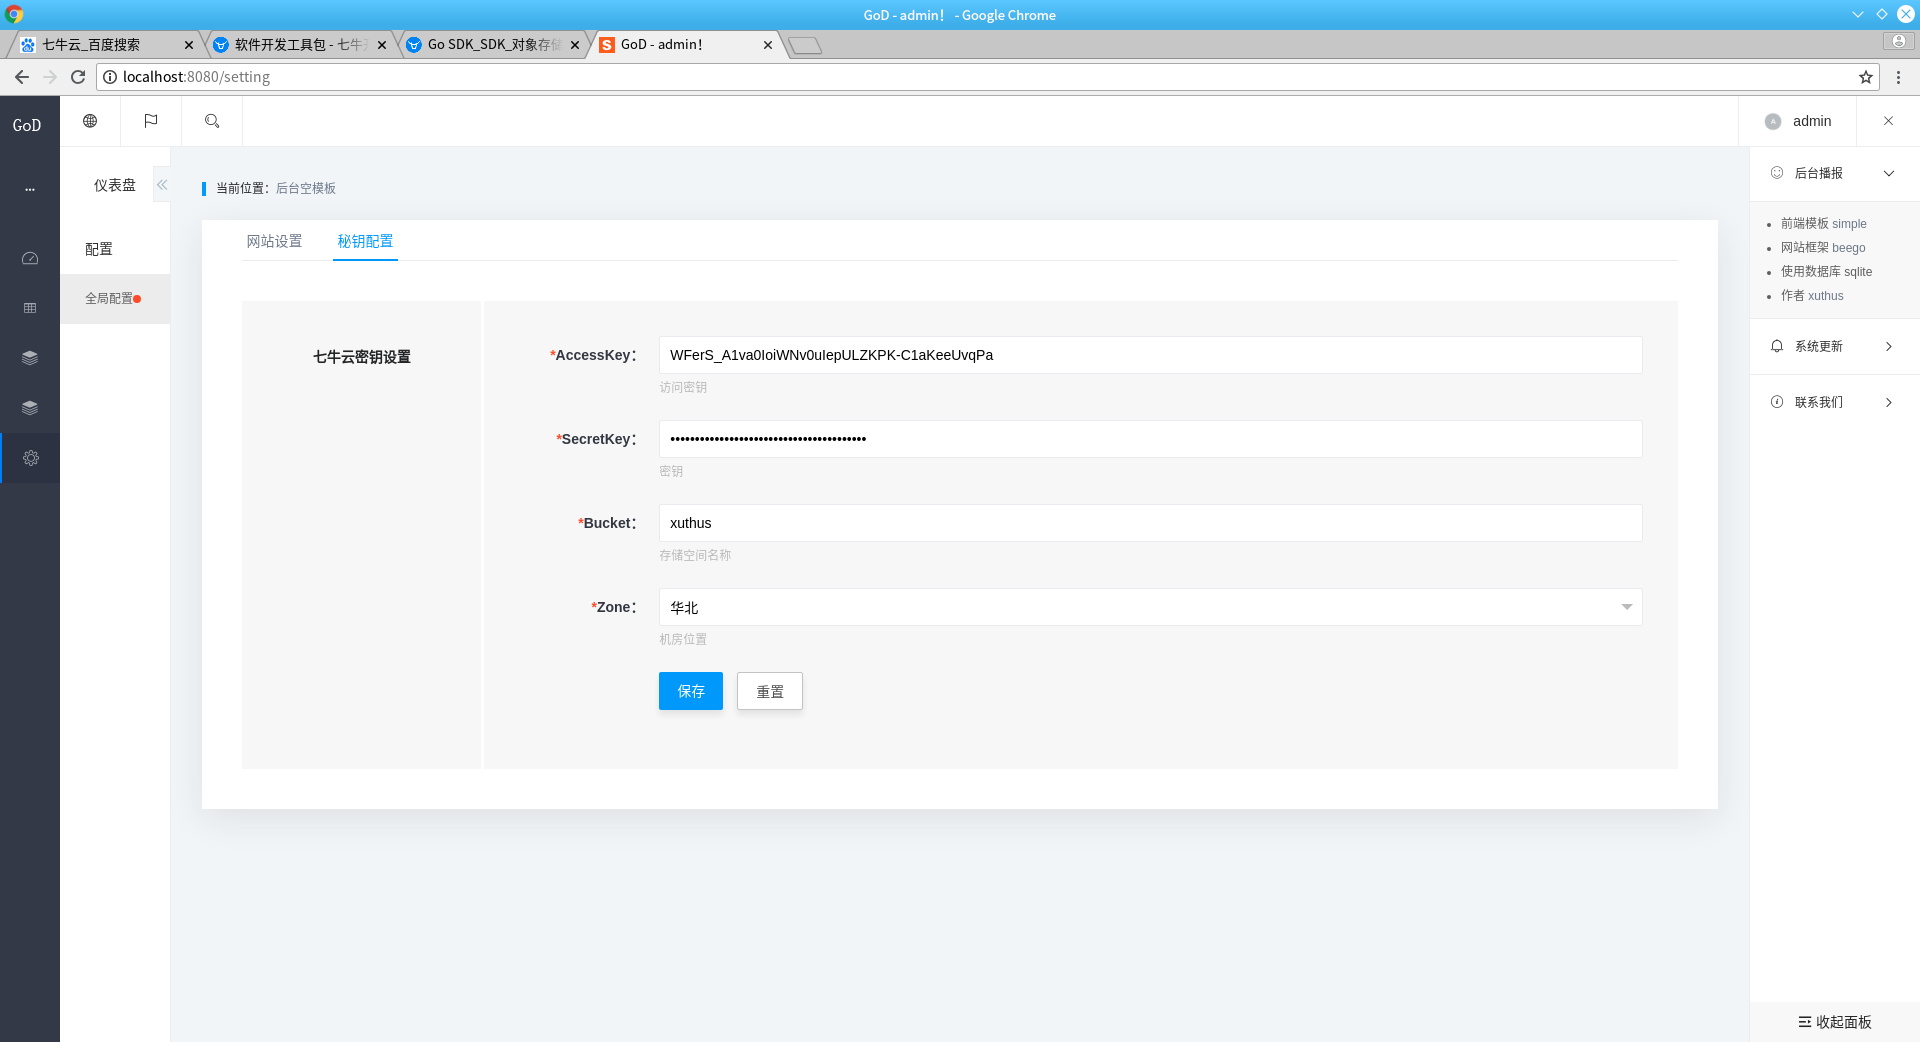 GoD - admin！ - Google Chrome
七牛云_百度搜索
软件开发工具包 - 七牛
Go SDK_SDK_对象存储
GoD - admin！
localhost:8080/setting
GoD
admin
...
仪表盘
配置
全局配置
当前位置：后台空模板
网站设置
秘钥配置
七牛云密钥设置
*AccessKey：
WFerS_A1va0IoiWNv0uIepULZKPK-C1aKeeUvqPa
访问密钥
*SecretKey：
••••••••••••••••••••••••••••••••••••••••
密钥
*Bucket：
xuthus
存储空间名称
*Zone：
华北
机房位置
保存
重置
后台播报
前端模板 simple
网站框架 beego
使用数据库 sqlite
作者 xuthus
系统更新
联系我们
收起面板